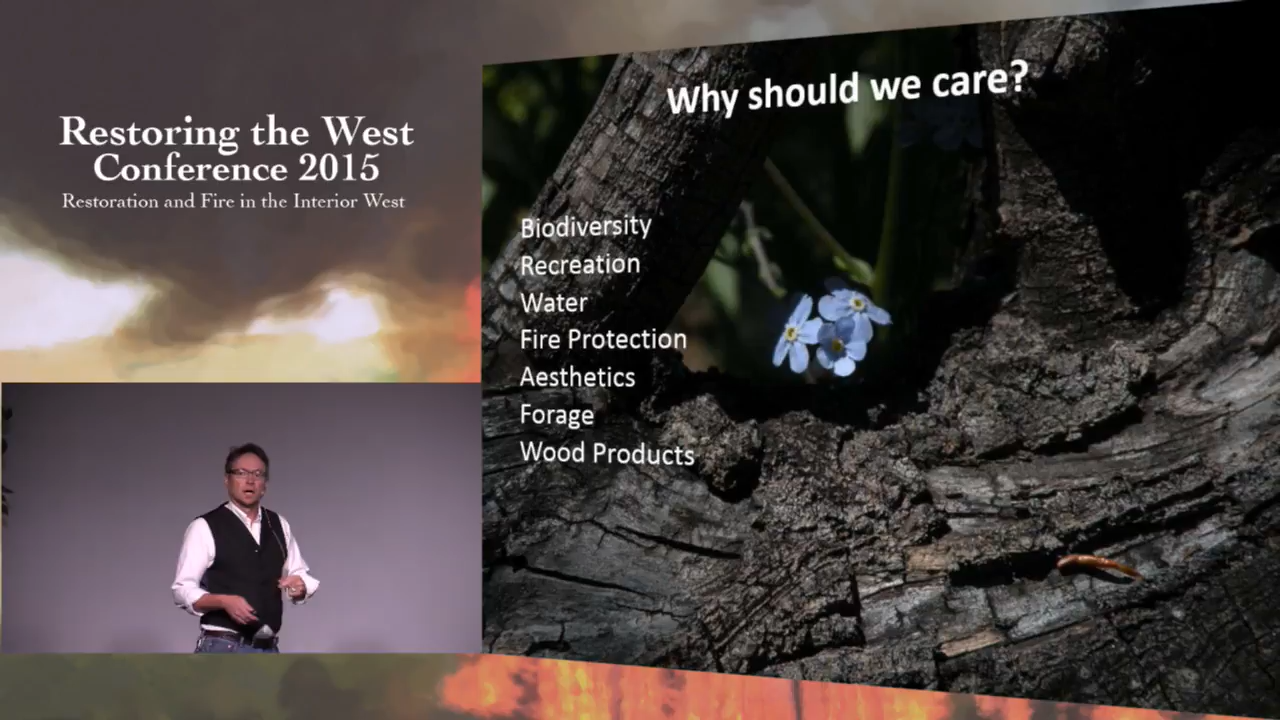 Restoring the West
Conference 2015
Restoration and Fire in the Interior West
Why should we care?
Biodiversity
Recreation
Water
Fire Protection
Aesthetics
Forage
Wood Products